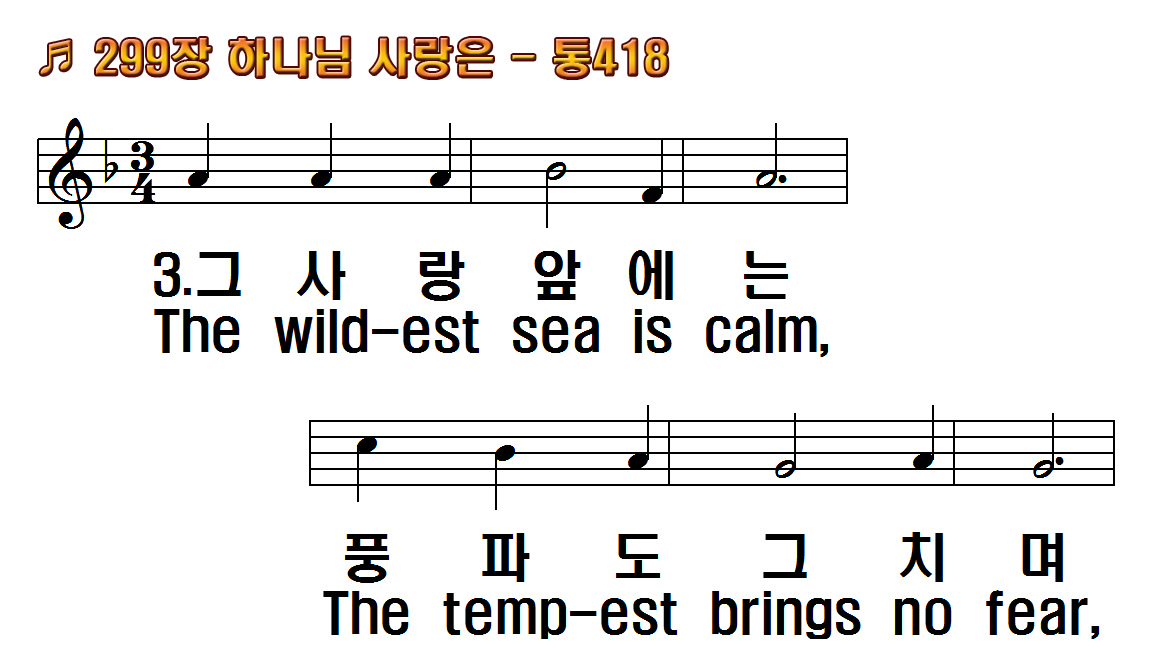 ♬ 299장 하나님 사랑은 - 통418
3.그 사 랑 앞 에 는
The wild-est sea is calm,
풍 파 도 그 치 며
The temp-est brings no fear,